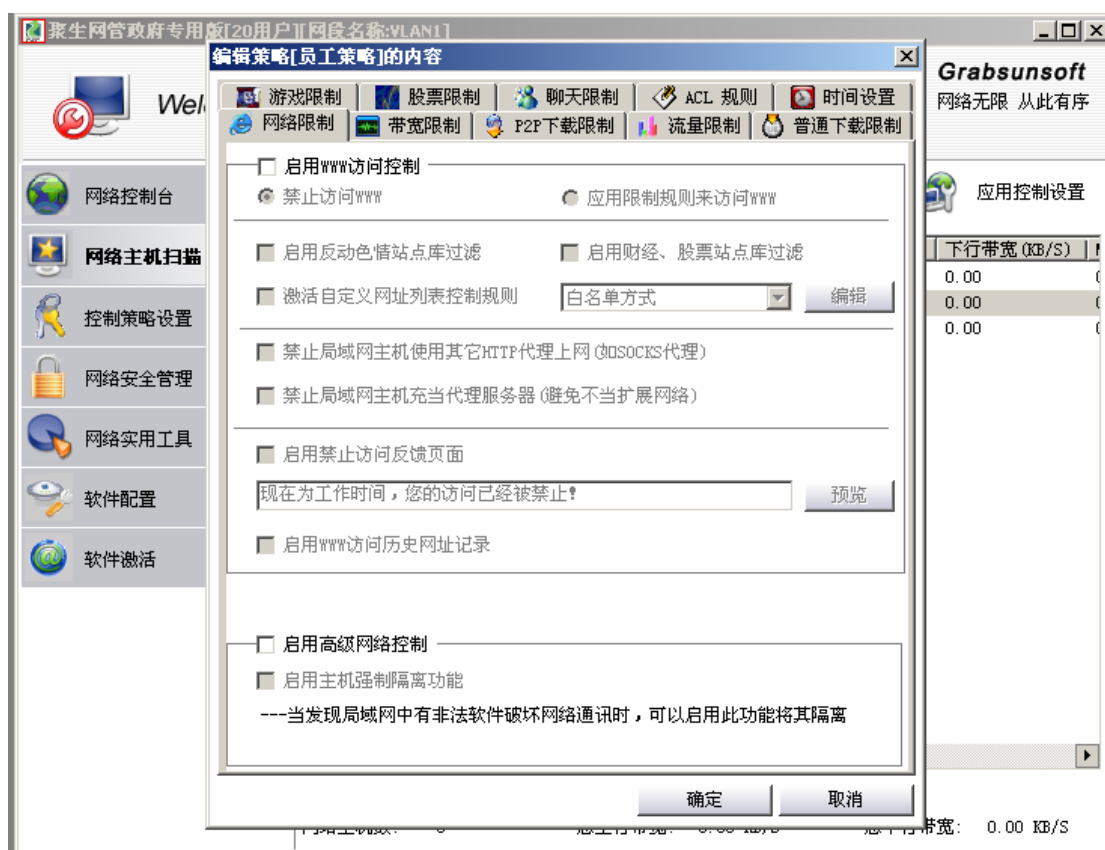 聚生网管政府专用版[20用户][网段名称:VLAN1]
编辑策略[员工策略]的内容
Grabsunsoft
网络无限 从此有序
Wel
游戏限制
股票限制
聊天限制
ACL 规则
时间设置
网络限制
带宽限制
P2P下载限制
流量限制
普通下载限制
启用WWW访问控制
禁止访问WWW
应用限制规则来访问WWW
启用反动色情站点库过滤
启用财经、股票站点库过滤
激活自定义网址列表控制规则
白名单方式
编辑
禁止局域网主机使用其它HTTP代理上网(如SOCKS代理)
禁止局域网主机充当代理服务器(避免不当扩展网络)
启用禁止访问反馈页面
现在为工作时间，您的访问已经被禁止!
预览
启用WWW访问历史网址记录
启用高级网络控制
启用主机强制隔离功能
---当发现局域网中有非法软件破坏网络通讯时，可以启用此功能将其隔离
确定
取消
网络控制台
网络主机扫描
控制策略设置
网络安全管理
网络实用工具
软件配置
软件激活
应用控制设置
下行带宽(KB/S)
0.00
0.00
0.00
带宽: 0.00 KB/S